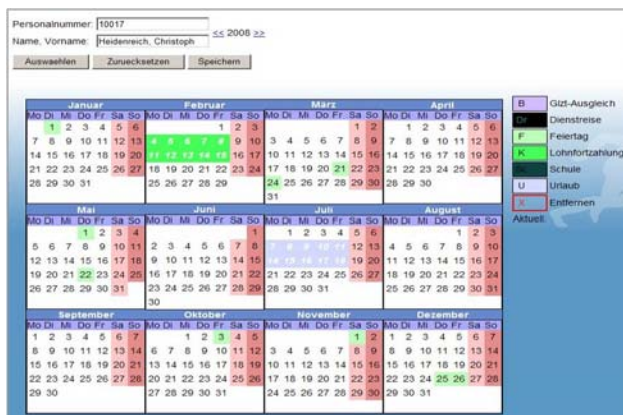 Personalnummer: 10017
Name, Vorname: Heidenreich, Christoph
<< 2008 >>
Auswaehlen Zuruecksetzen Speichern
Januar Februar März April
Mo Di Mi Do Fr Sa So Mo Di Mi Do Fr Sa So Mo Di Mi Do Fr Sa So Mo Di Mi Do Fr Sa So
1 2 3 4 5 6 1 2 3 1 2 1 2 3 4 5 6
7 8 9 10 11 12 13 4 5 6 7 8 9 10 3 4 5 6 7 8 9 7 8 9 10 11 12 13
14 15 16 17 18 19 20 11 12 13 14 15 16 17 10 11 12 13 14 15 16 14 15 16 17 18 19 20
21 22 23 24 25 26 27 18 19 20 21 22 23 24 17 18 19 20 21 22 23 21 22 23 24 25 26 27
28 29 30 31 25 26 27 28 29 24 25 26 27 28 29 30 28 29 30
31
Mai Juni Juli August
Mo Di Mi Do Fr Sa So Mo Di Mi Do Fr Sa So Mo Di Mi Do Fr Sa So Mo Di Mi Do Fr Sa So
1 2 3 4 1 1 2 3 4 5 6 1 2 3
5 6 7 8 9 10 11 2 3 4 5 6 7 8 7 8 9 10 11 12 13 4 5 6 7 8 9 10
12 13 14 15 16 17 18 9 10 11 12 13 14 15 14 15 16 17 18 19 20 11 12 13 14 15 16 17
19 20 21 22 23 24 25 16 17 18 19 20 21 22 21 22 23 24 25 26 27 18 19 20 21 22 23 24
26 27 28 29 30 31 23 24 25 26 27 28 29 28 29 30 31 25 26 27 28 29 30 31
30
September Oktober November Dezember
Mo Di Mi Do Fr Sa So Mo Di Mi Do Fr Sa So Mo Di Mi Do Fr Sa So Mo Di Mi Do Fr Sa So
1 2 3 4 5 6 7 1 2 3 4 5 1 2 1 2 3 4 5 6 7
8 9 10 11 12 13 14 6 7 8 9 10 11 12 3 4 5 6 7 8 9 8 9 10 11 12 13 14
15 16 17 18 19 20 21 13 14 15 16 17 18 19 10 11 12 13 14 15 16 15 16 17 18 19 20 21
22 23 24 25 26 27 28 20 21 22 23 24 25 26 17 18 19 20 21 22 23 22 23 24 25 26 27 28
29 30 27 28 29 30 31 24 25 26 27 28 29 30 29 30 31
B Glzt-Ausgleich
Dr Dienstreise
F Feiertag
K Lohnfortzahlung
Schule
U Urlaub
X Entfernen
Aktuell: